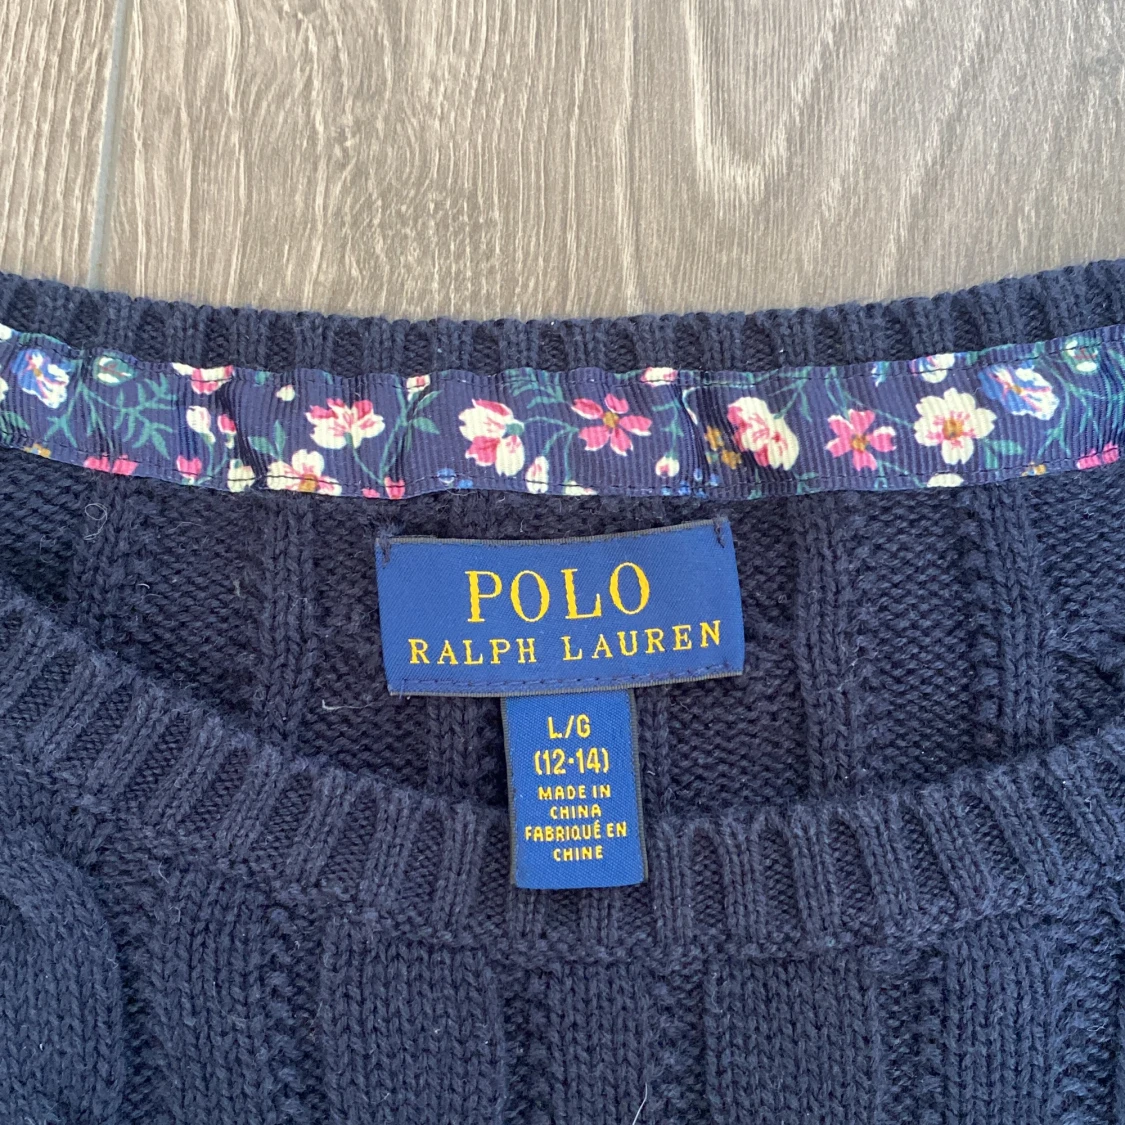 POLO
RALPH LAUREN
L/G
(12-14)
MADE IN
CHINA
FABRIQUÉ EN
CHINE